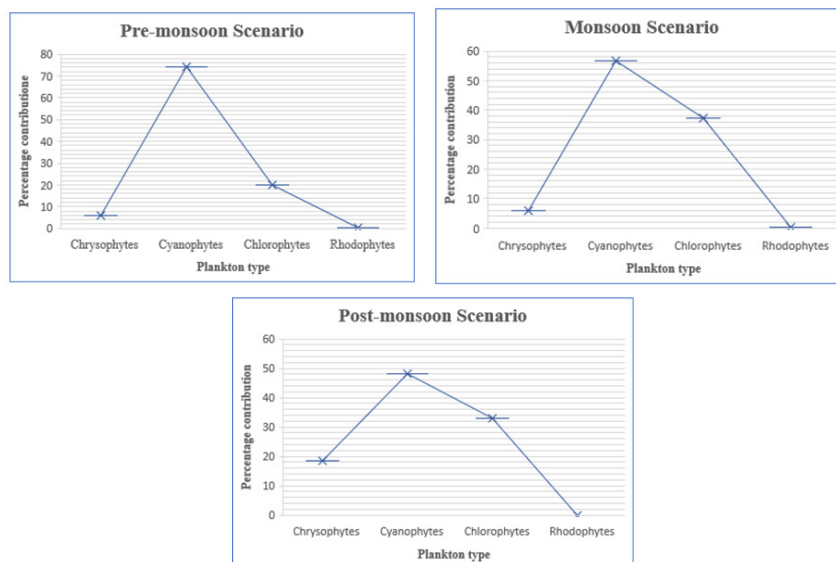 Pre-monsoon Scenario
Percentage contributione
80
70
60
50
40
30
20
10
0
Chrysophytes Cyanophytes Chlorophytes Rhodophytes
Plankton type
Monsoon Scenario
Percentage contribution
60
50
40
30
20
10
0
Chrysophytes Cyanophytes Chlorophytes Rhodophytes
Plankton type
Post-monsoon Scenario
Percentage contribution
60
50
40
30
20
10
0
Chrysophytes Cyanophytes Chlorophytes Rhodophytes
Plankton type